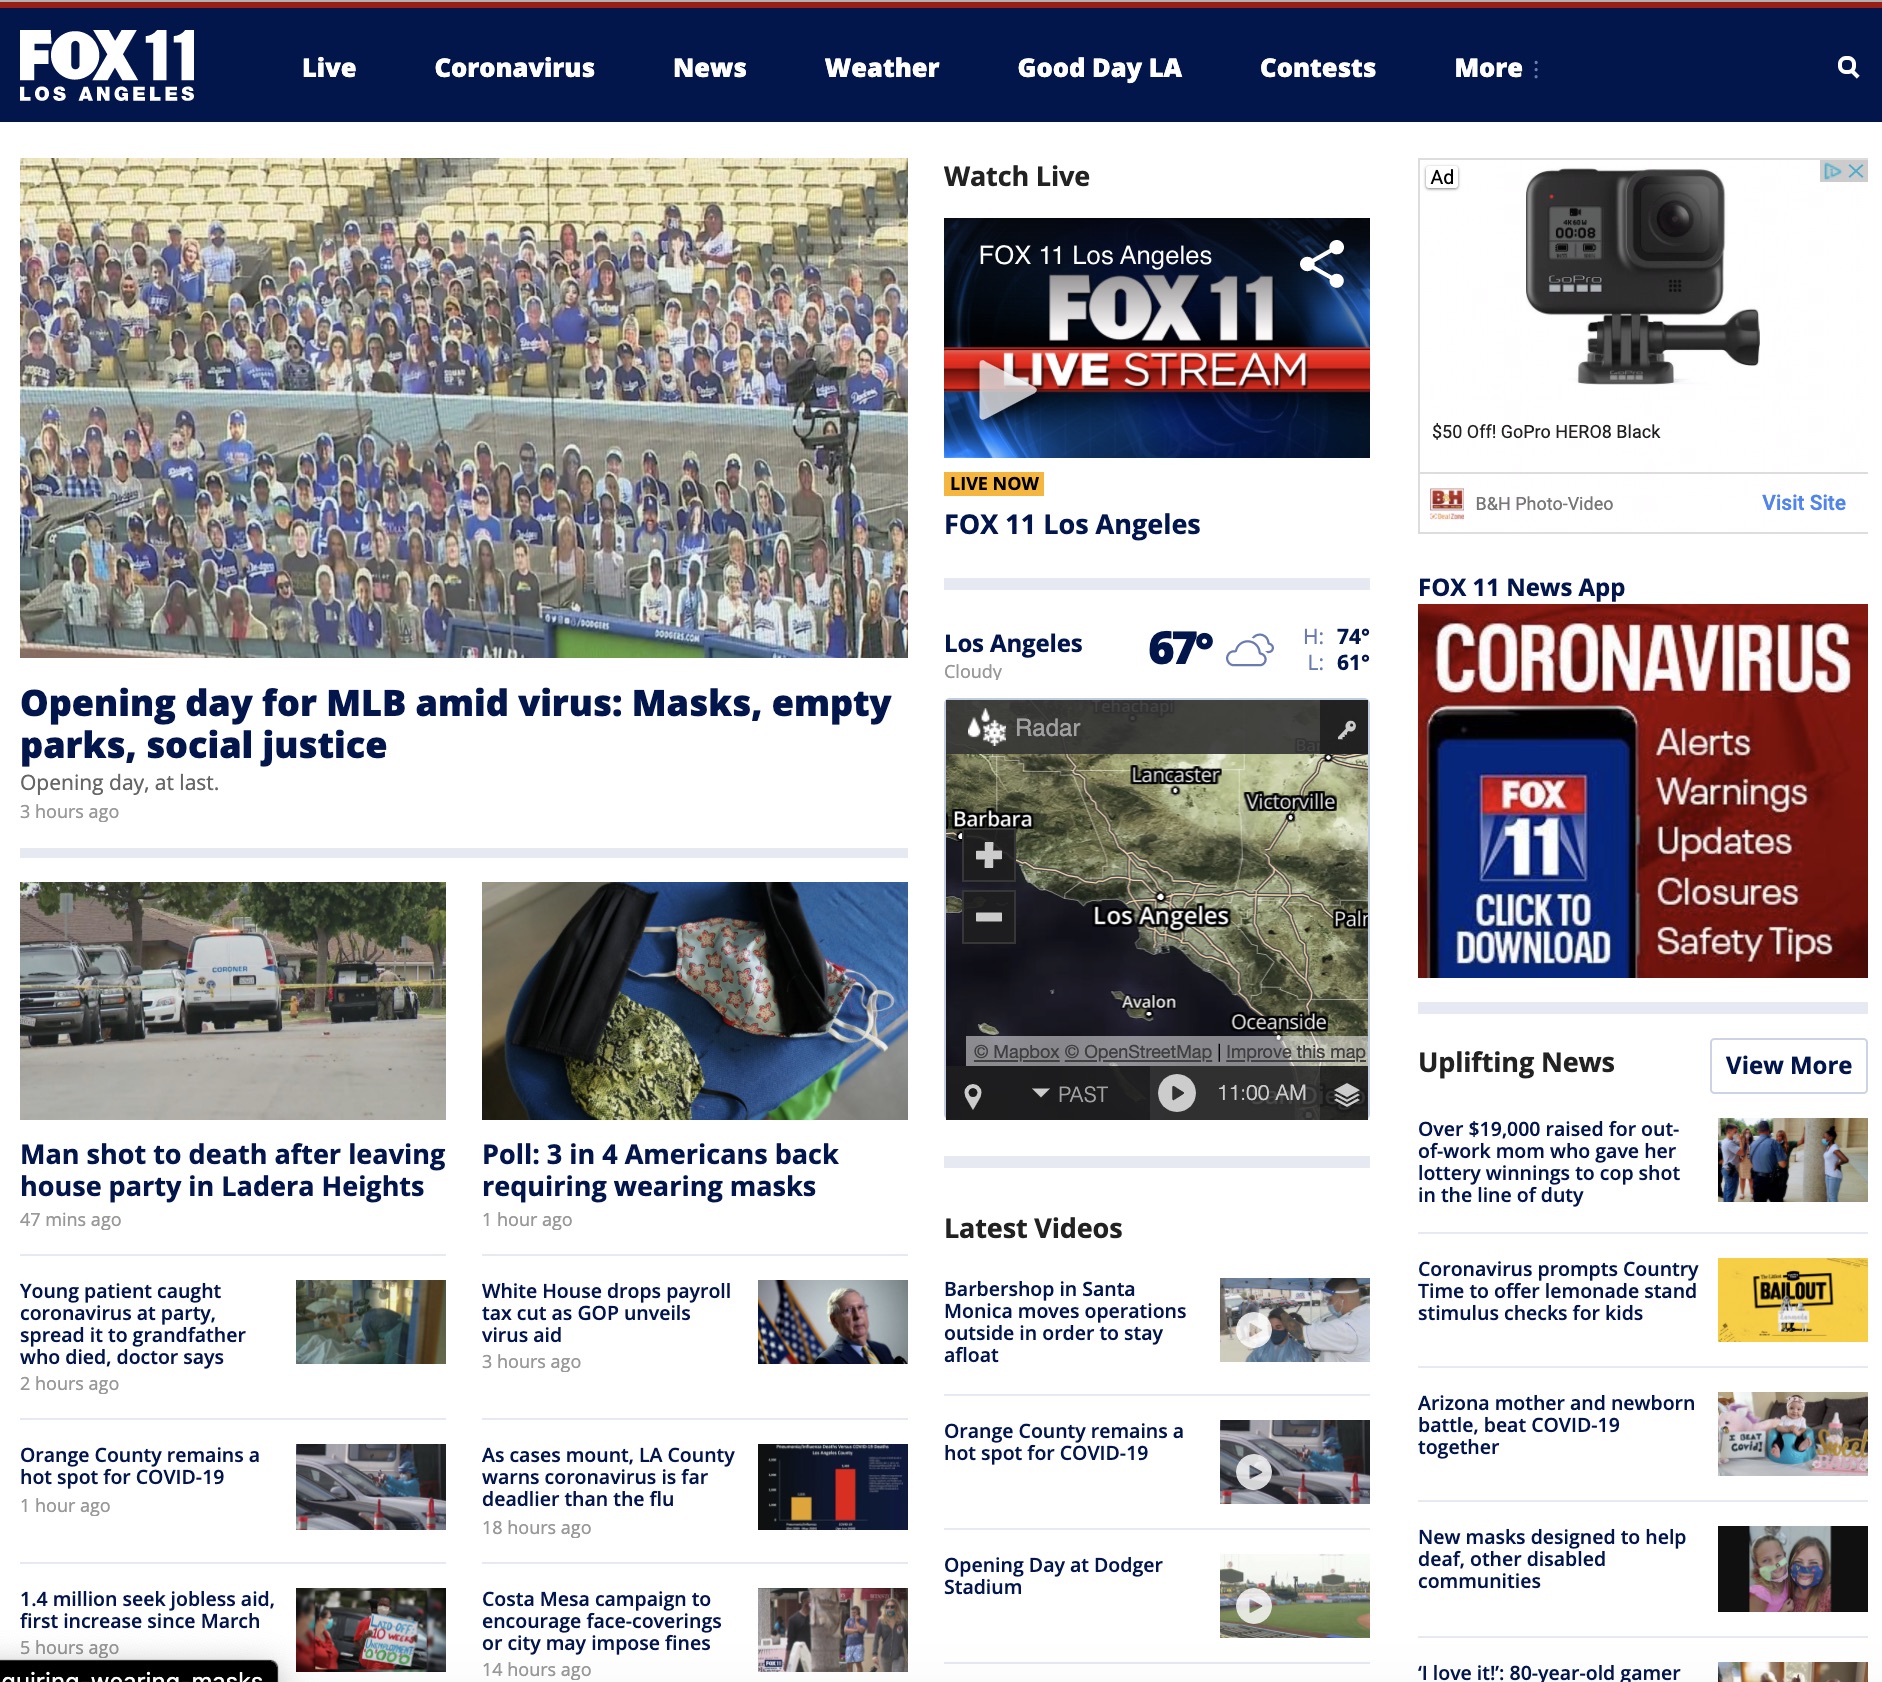 FOX 11
LOS ANGELES
Live
Coronavirus
News
Weather
Good Day LA
Contests
More
DODGERS.COM
Opening day for MLB amid virus: Masks, empty
parks, social justice
Opening day, at last.
3 hours ago
CORONER
Man shot to death after leaving
house party in Ladera Heights
47 mins ago
Poll: 3 in 4 Americans back
requiring wearing masks
1 hour ago
Young patient caught
coronavirus at party,
spread it to grandfather
who died, doctor says
2 hours ago
White House drops payroll
tax cut as GOP unveils
virus aid
3 hours ago
Orange County remains a
hot spot for COVID-19
1 hour ago
As cases mount, LA County
warns coronavirus is far
deadlier than the flu
18 hours ago
1.4 million seek jobless aid,
first increase since March
5 hours ago
Costa Mesa campaign to
encourage face-coverings
or city may impose fines
14 hours ago
quiring-wearing-masks
Watch Live
FOX 11 Los Angeles
FOX 11
LIVE STREAM
LIVE NOW
FOX 11 Los Angeles
Los Angeles
Cloudy
67°
H: 74°
L: 61°
Tehachapi
Radar
Lancaster
Victorville
Barbara
Los Angeles
Avalon
Oceanside
© Mapbox © OpenStreetMap | Improve this map
PAST
11:00 AM
Latest Videos
Barbershop in Santa
Monica moves operations
outside in order to stay
afloat
Orange County remains a
hot spot for COVID-19
Opening Day at Dodger
Stadium
Ad
4K60W
00:08
GoPro
$50 Off! GoPro HERO8 Black
B&H
B&H Photo-Video
Visit Site
FOX 11 News App
CORONAVIRUS
FOX
11
CLICK TO
DOWNLOAD
Alerts
Warnings
Updates
Closures
Safety Tips
Uplifting News
View More
Over $19,000 raised for out-
of-work mom who gave her
lottery winnings to cop shot
in the line of duty
Coronavirus prompts Country
Time to offer lemonade stand
stimulus checks for kids
BAILOUT
Arizona mother and newborn
battle, beat COVID-19
together
I BEAT
Covid!
New masks designed to help
deaf, other disabled
communities
'I love it!': 80-year-old gamer